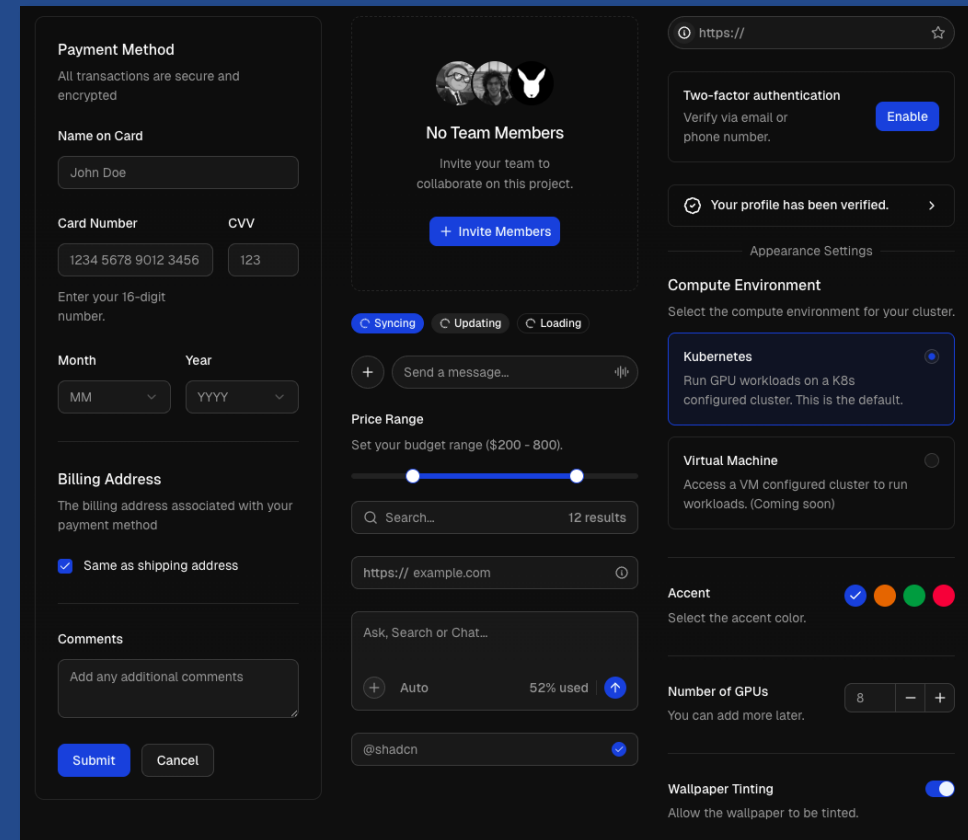 Payment Method
All transactions are secure and
encrypted
Name on Card
John Doe
Card Number
CVV
1234 5678 9012 3456
123
Enter your 16-digit
number.
Month
Year
MM
YYYY
Billing Address
The billing address associated with your
payment method
Same as shipping address
Comments
Add any additional comments
Submit
Cancel
No Team Members
Invite your team to
collaborate on this project.
+ Invite Members
Syncing
Updating
Loading
Send a message...
Price Range
Set your budget range ($200 - 800).
Search...
12 results
https:// example.com
Ask, Search or Chat...
Auto
52% used
@shadcn
https://
Two-factor authentication
Verify via email or
phone number.
Enable
Your profile has been verified.
Appearance Settings
Compute Environment
Select the compute environment for your cluster.
Kubernetes
Run GPU workloads on a K8s
configured cluster. This is the default.
Virtual Machine
Access a VM configured cluster to run
workloads. (Coming soon)
Accent
Select the accent color.
Number of GPUs
You can add more later.
8
Wallpaper Tinting
Allow the wallpaper to be tinted.